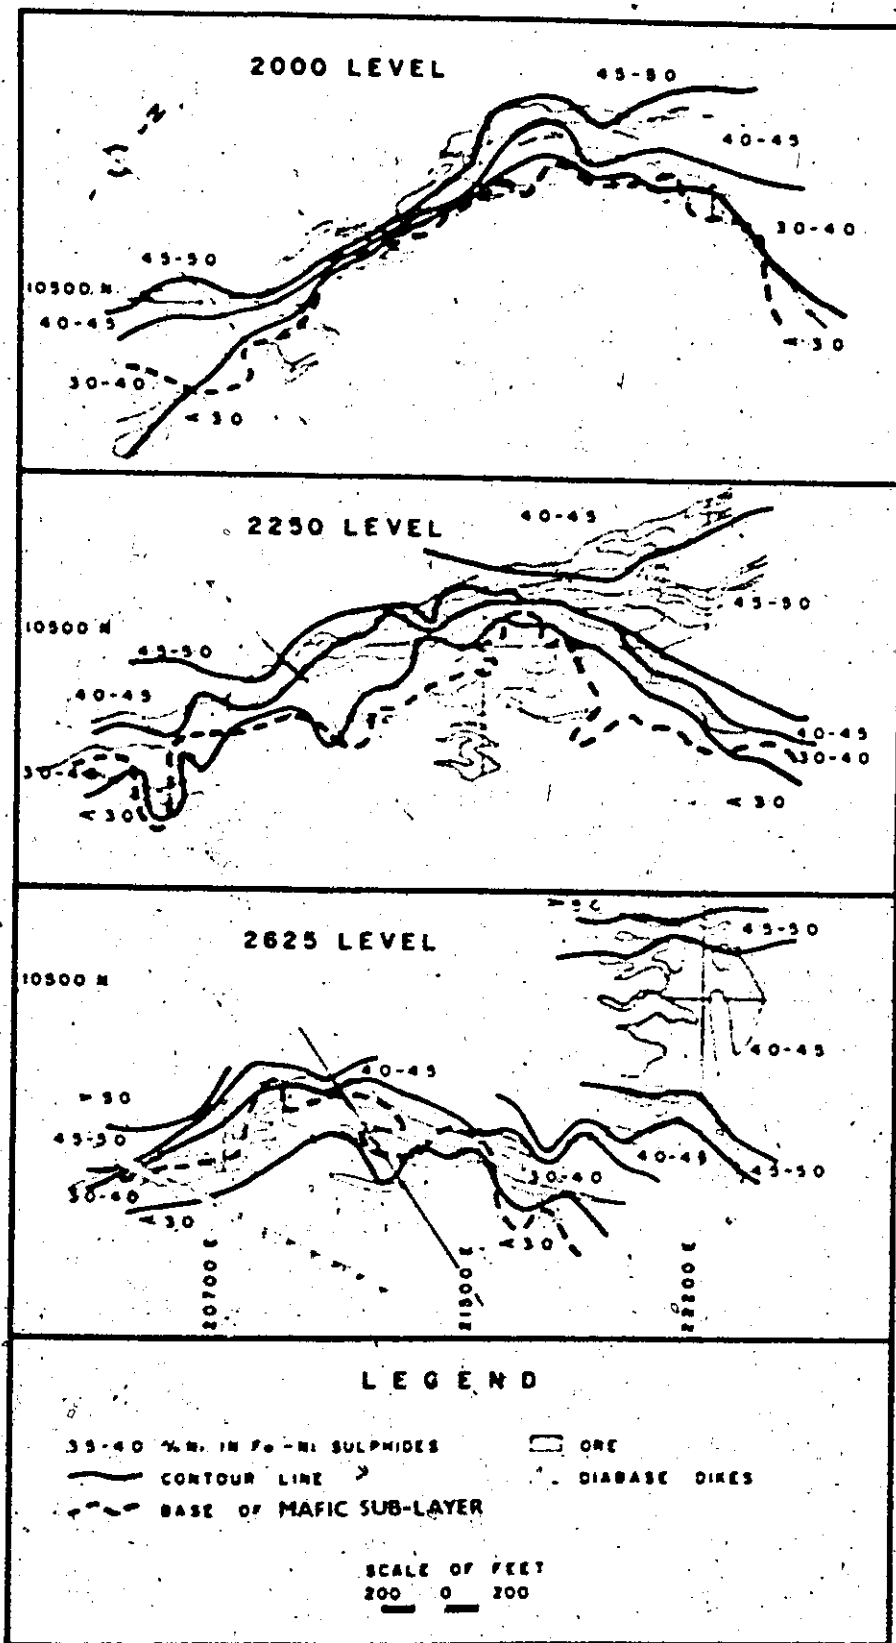 2000 LEVEL
45-50
N
40-45
30-40
45-50
10500 N
40-45
< 30
30-40
< 30
2250 LEVEL
40-45
10500 N
45-50
45-50
40-45
40-45
30-40
30-40
< 30
< 30
2625 LEVEL
45-50
10500 N
40-45
40-45
> 50
45-50
40-45
45-50
30-40
30-40
< 30
< 30
20700 E
21500 E
22200 E
LEGEND
35-40 % Ni IN Fe-Ni SULPHIDES
ORE
CONTOUR LINE
DIABASE DIKES
BASE OF MAFIC SUB-LAYER
SCALE OF FEET
200 0 200